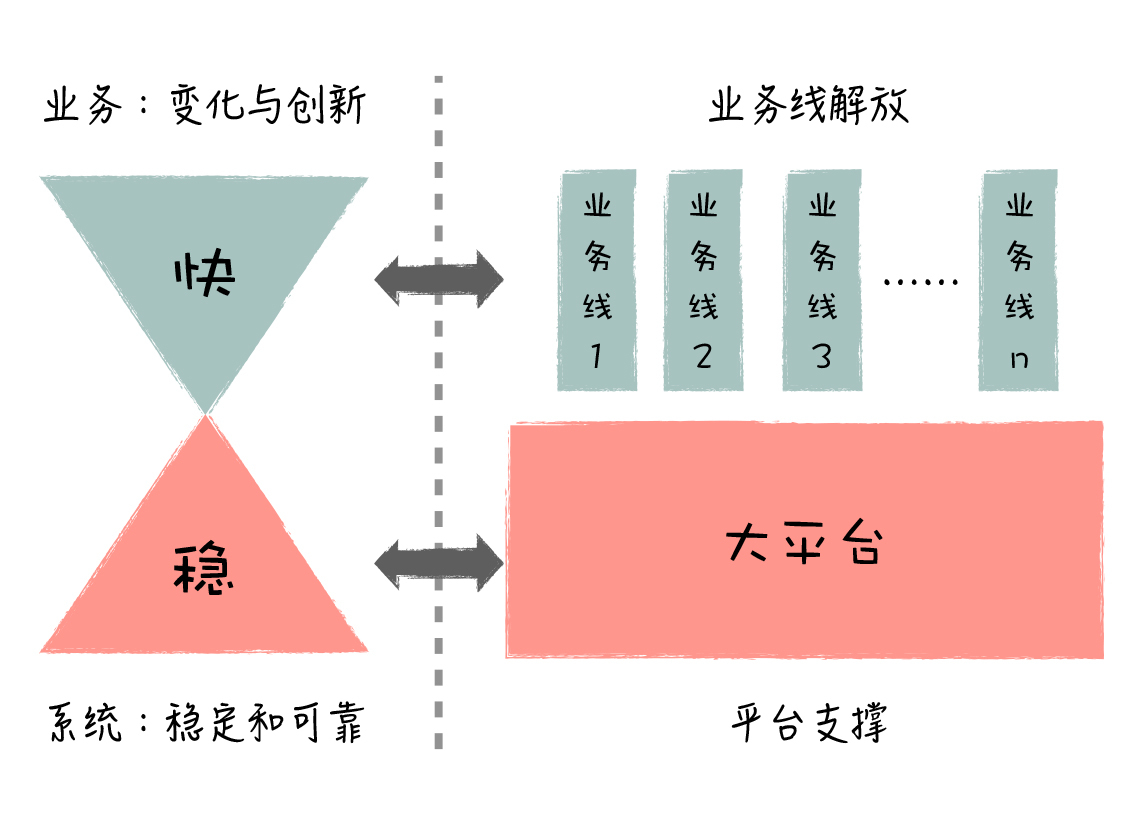 业务：变化与创新
快
稳
系统：稳定和可靠
业务线解放
业务线1
业务线2
业务线3
……
业务线n
大平台
平台支撑